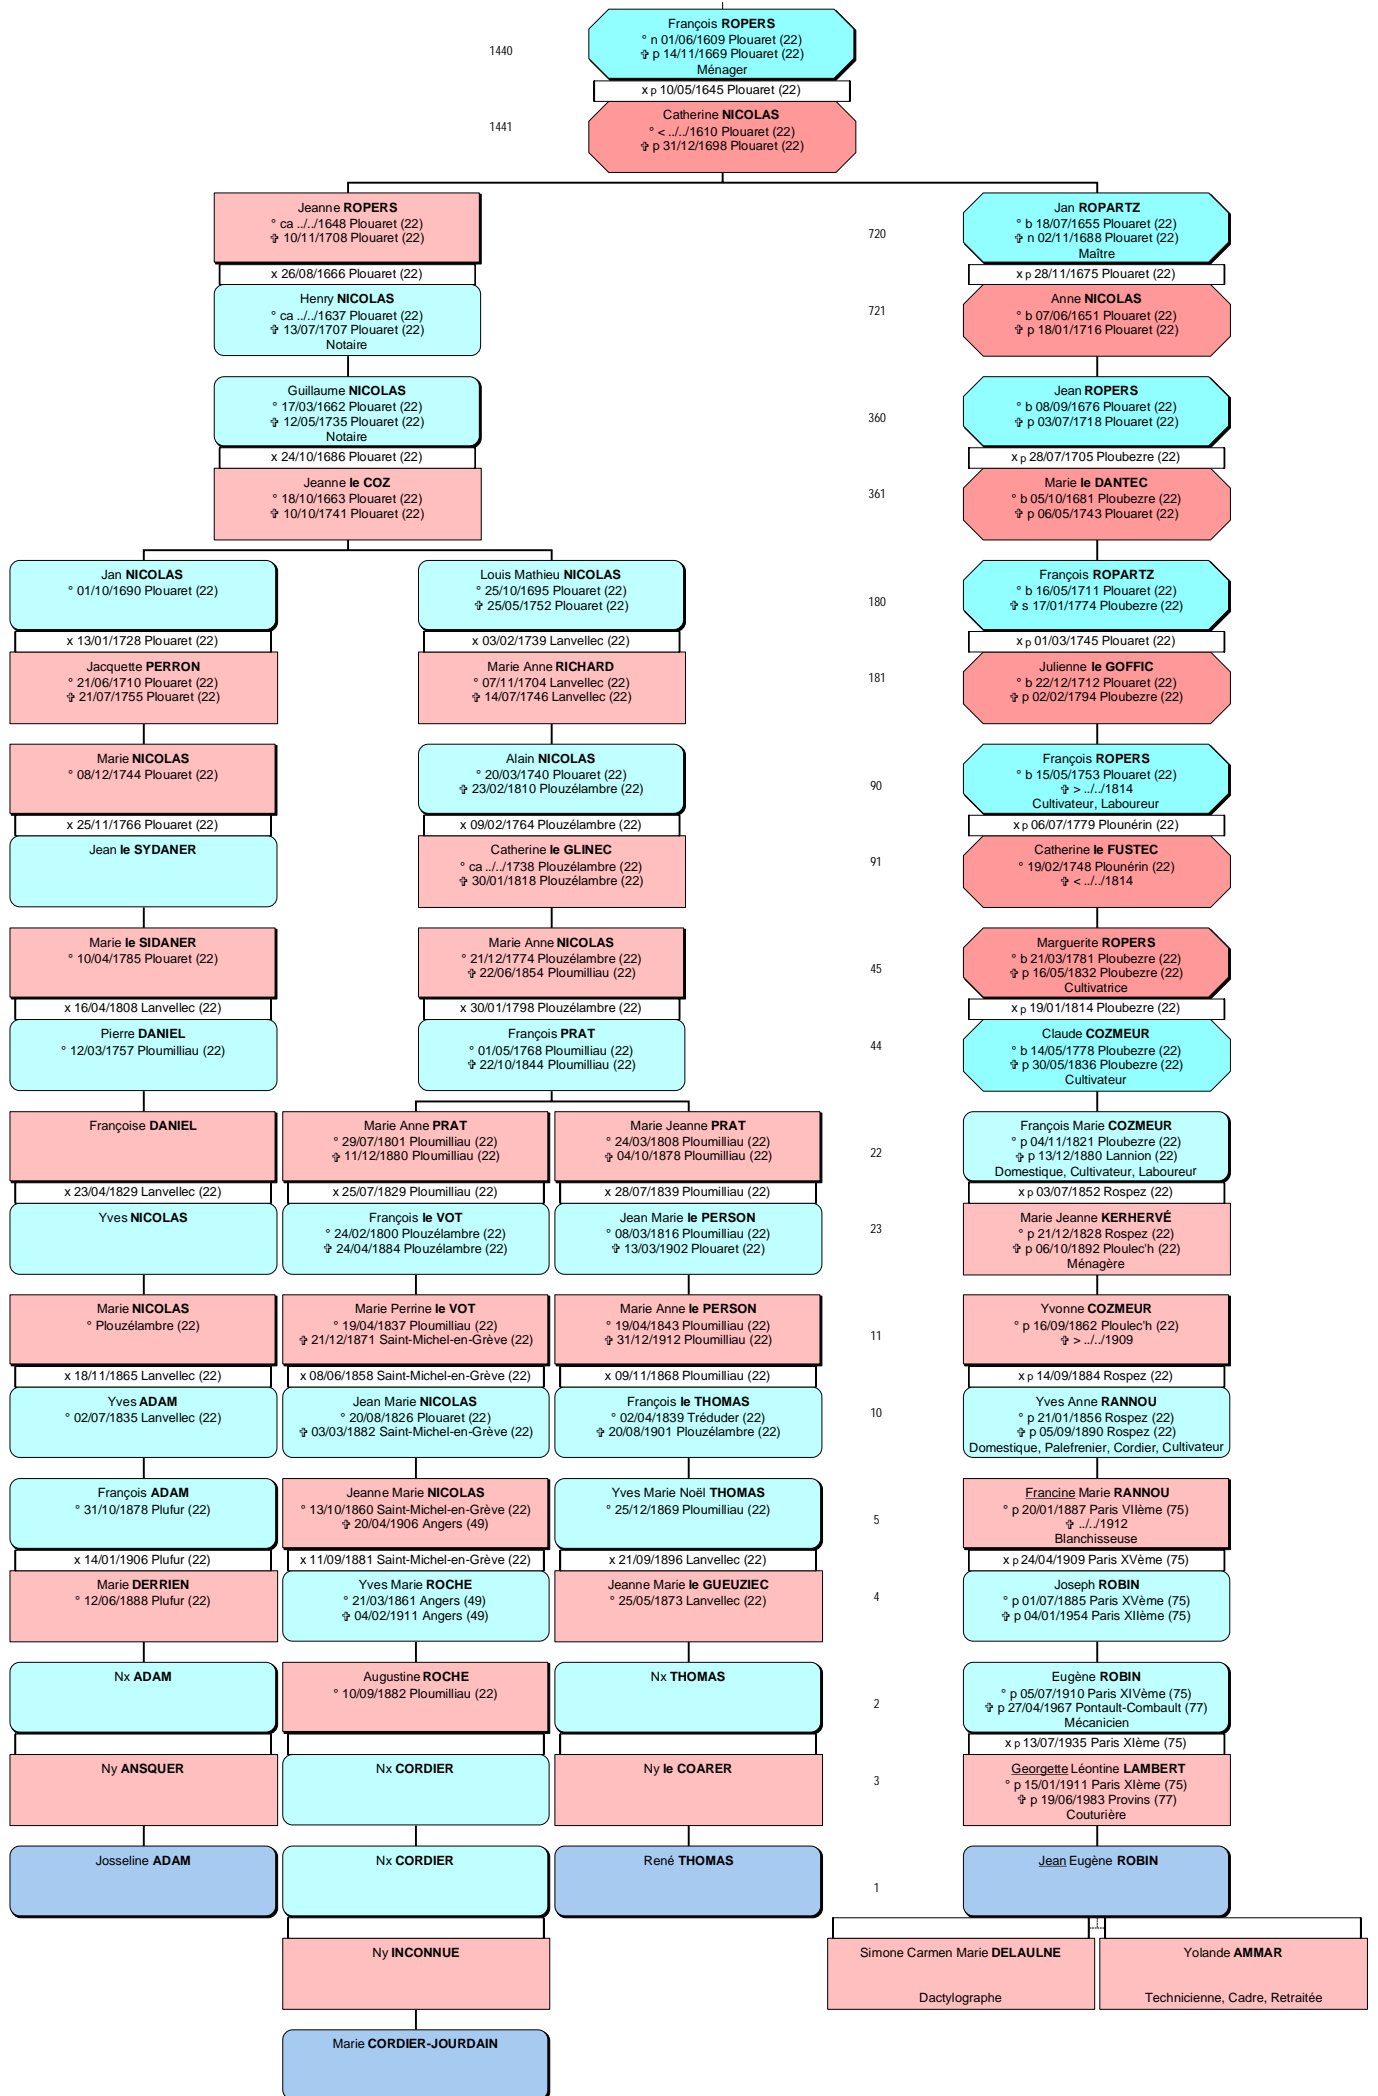 François ROPERS
° n 01/06/1609 Plouaret (22)
✞ p 14/11/1669 Plouaret (22)
Ménager
1440
x p 10/05/1645 Plouaret (22)
Catherine NICOLAS
° < ../../1610 Plouaret (22)
✞ p 31/12/1698 Plouaret (22)
1441
Jeanne ROPERS
° ca ../../1648 Plouaret (22)
✞ 10/11/1708 Plouaret (22)
x 26/08/1666 Plouaret (22)
Henry NICOLAS
° ca ../../1637 Plouaret (22)
✞ 13/07/1707 Plouaret (22)
Notaire
720
Jan ROPARTZ
° b 18/07/1655 Plouaret (22)
✞ n 02/11/1688 Plouaret (22)
Maître
x p 28/11/1675 Plouaret (22)
721
Anne NICOLAS
° b 07/06/1651 Plouaret (22)
✞ p 18/01/1716 Plouaret (22)
Guillaume NICOLAS
° 17/03/1662 Plouaret (22)
✞ 12/05/1735 Plouaret (22)
Notaire
x 24/10/1686 Plouaret (22)
Jeanne le COZ
° 18/10/1663 Plouaret (22)
✞ 10/10/1741 Plouaret (22)
360
Jean ROPERS
° b 08/09/1676 Plouaret (22)
✞ p 03/07/1718 Plouaret (22)
x p 28/07/1705 Ploubezre (22)
361
Marie le DANTEC
° b 05/10/1681 Ploubezre (22)
✞ p 06/05/1743 Plouaret (22)
Jan NICOLAS
° 01/10/1690 Plouaret (22)
x 13/01/1728 Plouaret (22)
Jacquette PERRON
° 21/06/1710 Plouaret (22)
✞ 21/07/1755 Plouaret (22)
Louis Mathieu NICOLAS
° 25/10/1695 Plouaret (22)
✞ 25/05/1752 Plouaret (22)
x 03/02/1739 Lanvellec (22)
Marie Anne RICHARD
° 07/11/1704 Lanvellec (22)
✞ 14/07/1746 Lanvellec (22)
180
François ROPARTZ
° b 16/05/1711 Plouaret (22)
✞ s 17/01/1774 Ploubezre (22)
x p 01/03/1745 Plouaret (22)
181
Julienne le GOFFIC
° b 22/12/1712 Plouaret (22)
✞ p 02/02/1794 Ploubezre (22)
Marie NICOLAS
° 08/12/1744 Plouaret (22)
x 25/11/1766 Plouaret (22)
Jean le SYDANER
Alain NICOLAS
° 20/03/1740 Plouaret (22)
✞ 23/02/1810 Plouzélambre (22)
x 09/02/1764 Plouzélambre (22)
Catherine le GLINEC
° ca ../../1738 Plouzélambre (22)
✞ 30/01/1818 Plouzélambre (22)
90
François ROPERS
° b 15/05/1753 Plouaret (22)
✞ > ../../1814
Cultivateur, Laboureur
x p 06/07/1779 Plounérin (22)
91
Catherine le FUSTEC
° 19/02/1748 Plounérin (22)
✞ < ../../1814
Marie le SIDANER
° 10/04/1785 Plouaret (22)
x 16/04/1808 Lanvellec (22)
Pierre DANIEL
° 12/03/1757 Ploumilliau (22)
Marie Anne NICOLAS
° 21/12/1774 Plouzélambre (22)
✞ 22/06/1854 Ploumilliau (22)
x 30/01/1798 Plouzélambre (22)
François PRAT
° 01/05/1768 Ploumilliau (22)
✞ 22/10/1844 Ploumilliau (22)
45
Marguerite ROPERS
° b 21/03/1781 Ploubezre (22)
✞ p 16/05/1832 Ploubezre (22)
Cultivatrice
x p 19/01/1814 Ploubezre (22)
44
Claude COZMEUR
° b 14/05/1778 Ploubezre (22)
✞ p 30/05/1836 Ploubezre (22)
Cultivateur
Françoise DANIEL
x 23/04/1829 Lanvellec (22)
Yves NICOLAS
Marie Anne PRAT
° 29/07/1801 Ploumilliau (22)
✞ 11/12/1880 Ploumilliau (22)
x 25/07/1829 Ploumilliau (22)
François le VOT
° 24/02/1800 Plouzélambre (22)
✞ 24/04/1884 Plouzélambre (22)
Marie Jeanne PRAT
° 24/03/1808 Ploumilliau (22)
✞ 04/10/1878 Ploumilliau (22)
x 28/07/1839 Ploumilliau (22)
Jean Marie le PERSON
° 08/03/1816 Ploumilliau (22)
✞ 13/03/1902 Plouaret (22)
22
François Marie COZMEUR
° p 04/11/1821 Ploubezre (22)
✞ p 13/12/1880 Lannion (22)
Domestique, Cultivateur, Laboureur
x p 03/07/1852 Rospez (22)
23
Marie Jeanne KERHERVÉ
° p 21/12/1828 Rospez (22)
✞ p 06/10/1892 Ploulec'h (22)
Ménagère
Marie NICOLAS
° Plouzélambre (22)
x 18/11/1865 Lanvellec (22)
Yves ADAM
° 02/07/1835 Lanvellec (22)
Marie Perrine le VOT
° 19/04/1837 Ploumilliau (22)
✞ 21/12/1871 Saint-Michel-en-Grève (22)
x 08/06/1858 Saint-Michel-en-Grève (22)
Jean Marie NICOLAS
° 20/08/1826 Plouaret (22)
✞ 03/03/1882 Saint-Michel-en-Grève (22)
Marie Anne le PERSON
° 19/04/1843 Ploumilliau (22)
✞ 31/12/1912 Ploumilliau (22)
x 09/11/1868 Ploumilliau (22)
François le THOMAS
° 02/04/1839 Tréduder (22)
✞ 20/08/1901 Plouzélambre (22)
11
Yvonne COZMEUR
° p 16/09/1862 Ploulec'h (22)
✞ > ../../1909
x p 14/09/1884 Rospez (22)
10
Yves Anne RANNOU
° p 21/01/1856 Rospez (22)
✞ p 05/09/1890 Rospez (22)
Domestique, Palefrenier, Cordier, Cultivateur
François ADAM
° 31/10/1878 Plufur (22)
x 14/01/1906 Plufur (22)
Marie DERRIEN
° 12/06/1888 Plufur (22)
Jeanne Marie NICOLAS
° 13/10/1860 Saint-Michel-en-Grève (22)
✞ 20/04/1906 Angers (49)
x 11/09/1881 Saint-Michel-en-Grève (22)
Yves Marie ROCHE
° 21/03/1861 Angers (49)
✞ 04/02/1911 Angers (49)
Yves Marie Noël THOMAS
° 25/12/1869 Ploumilliau (22)
x 21/09/1896 Lanvellec (22)
Jeanne Marie le GUEUZIEC
° 25/05/1873 Lanvellec (22)
5
Francine Marie RANNOU
° p 20/01/1887 Paris VIIème (75)
✞ ../../1912
Blanchisseuse
x p 24/04/1909 Paris XVème (75)
4
Joseph ROBIN
° p 01/07/1885 Paris XVème (75)
✞ p 04/01/1954 Paris XIIème (75)
Nx ADAM
Ny ANSQUER
Augustine ROCHE
° 10/09/1882 Ploumilliau (22)
Nx CORDIER
Nx THOMAS
Ny le COARER
2
Eugène ROBIN
° p 05/07/1910 Paris XIVème (75)
✞ p 27/04/1967 Pontault-Combault (77)
Mécanicien
x p 13/07/1935 Paris XIème (75)
3
Georgette Léontine LAMBERT
° p 15/01/1911 Paris XIème (75)
✞ p 19/06/1983 Provins (77)
Couturière
Josseline ADAM
Nx CORDIER
René THOMAS
1
Jean Eugène ROBIN
Ny INCONNUE
Simone Carmen Marie DELAULNE
Dactylographe
Yolande AMMAR
Technicienne, Cadre, Retraitée
Marie CORDIER-JOURDAIN